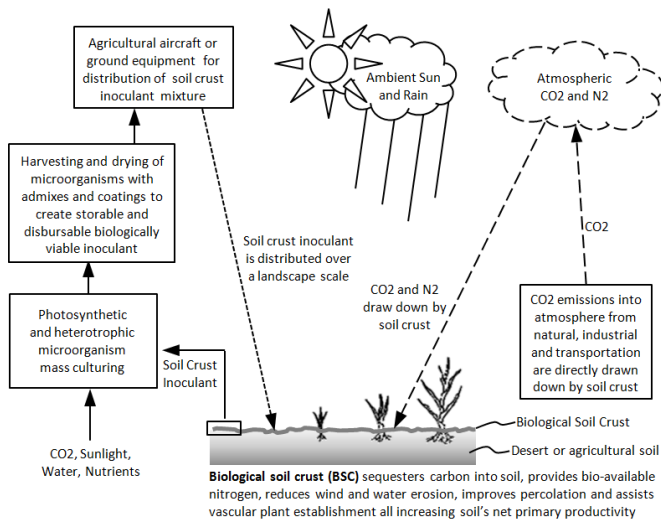 Agricultural aircraft or
ground equipment for
distribution of soil crust
inoculant mixture
Ambient Sun
and Rain
Atmospheric
CO2 and N2
Harvesting and drying of
microorganisms with
admixes and coatings to
create storable and
disbursable biologically
viable inoculant
Soil crust inoculant
is distributed over
a landscape scale
CO2
CO2 and N2
draw down by
soil crust
CO2 emissions into
atmosphere from
natural, industrial
and transportation
are directly drawn
down by soil crust
Photosynthetic
and heterotrophic
microorganism
mass culturing
Soil Crust
Inoculant
CO2, Sunlight,
Water, Nutrients
Biological Soil Crust
Desert or agricultural soil
Biological soil crust (BSC) sequesters carbon into soil, provides bio-available
nitrogen, reduces wind and water erosion, improves percolation and assists
vascular plant establishment all increasing soil's net primary productivity